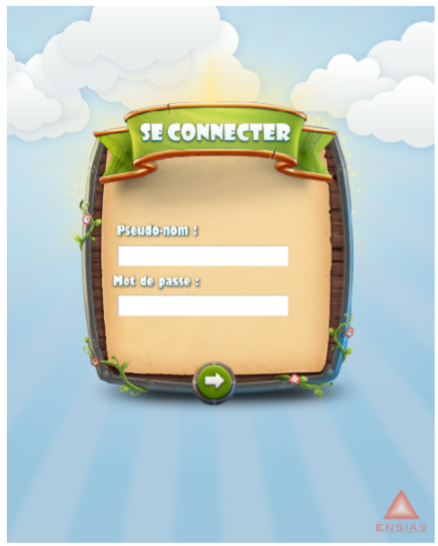 SE CONNECTER
Pseudo-nom :
Mot de passe :
ENSIAS